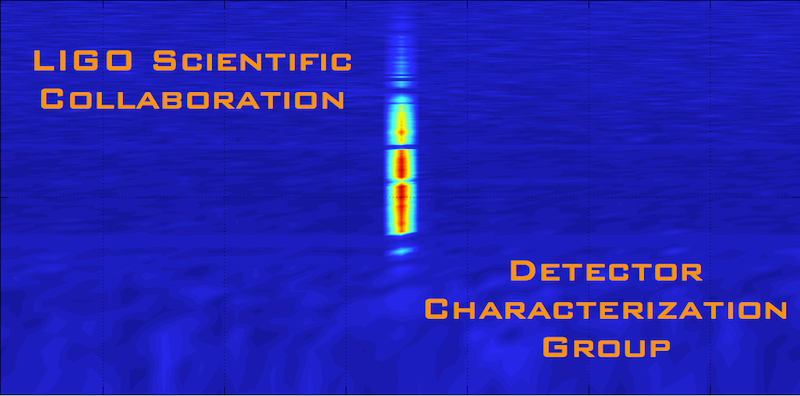 LIGO Scientific
Collaboration
Detector
Characterization
Group